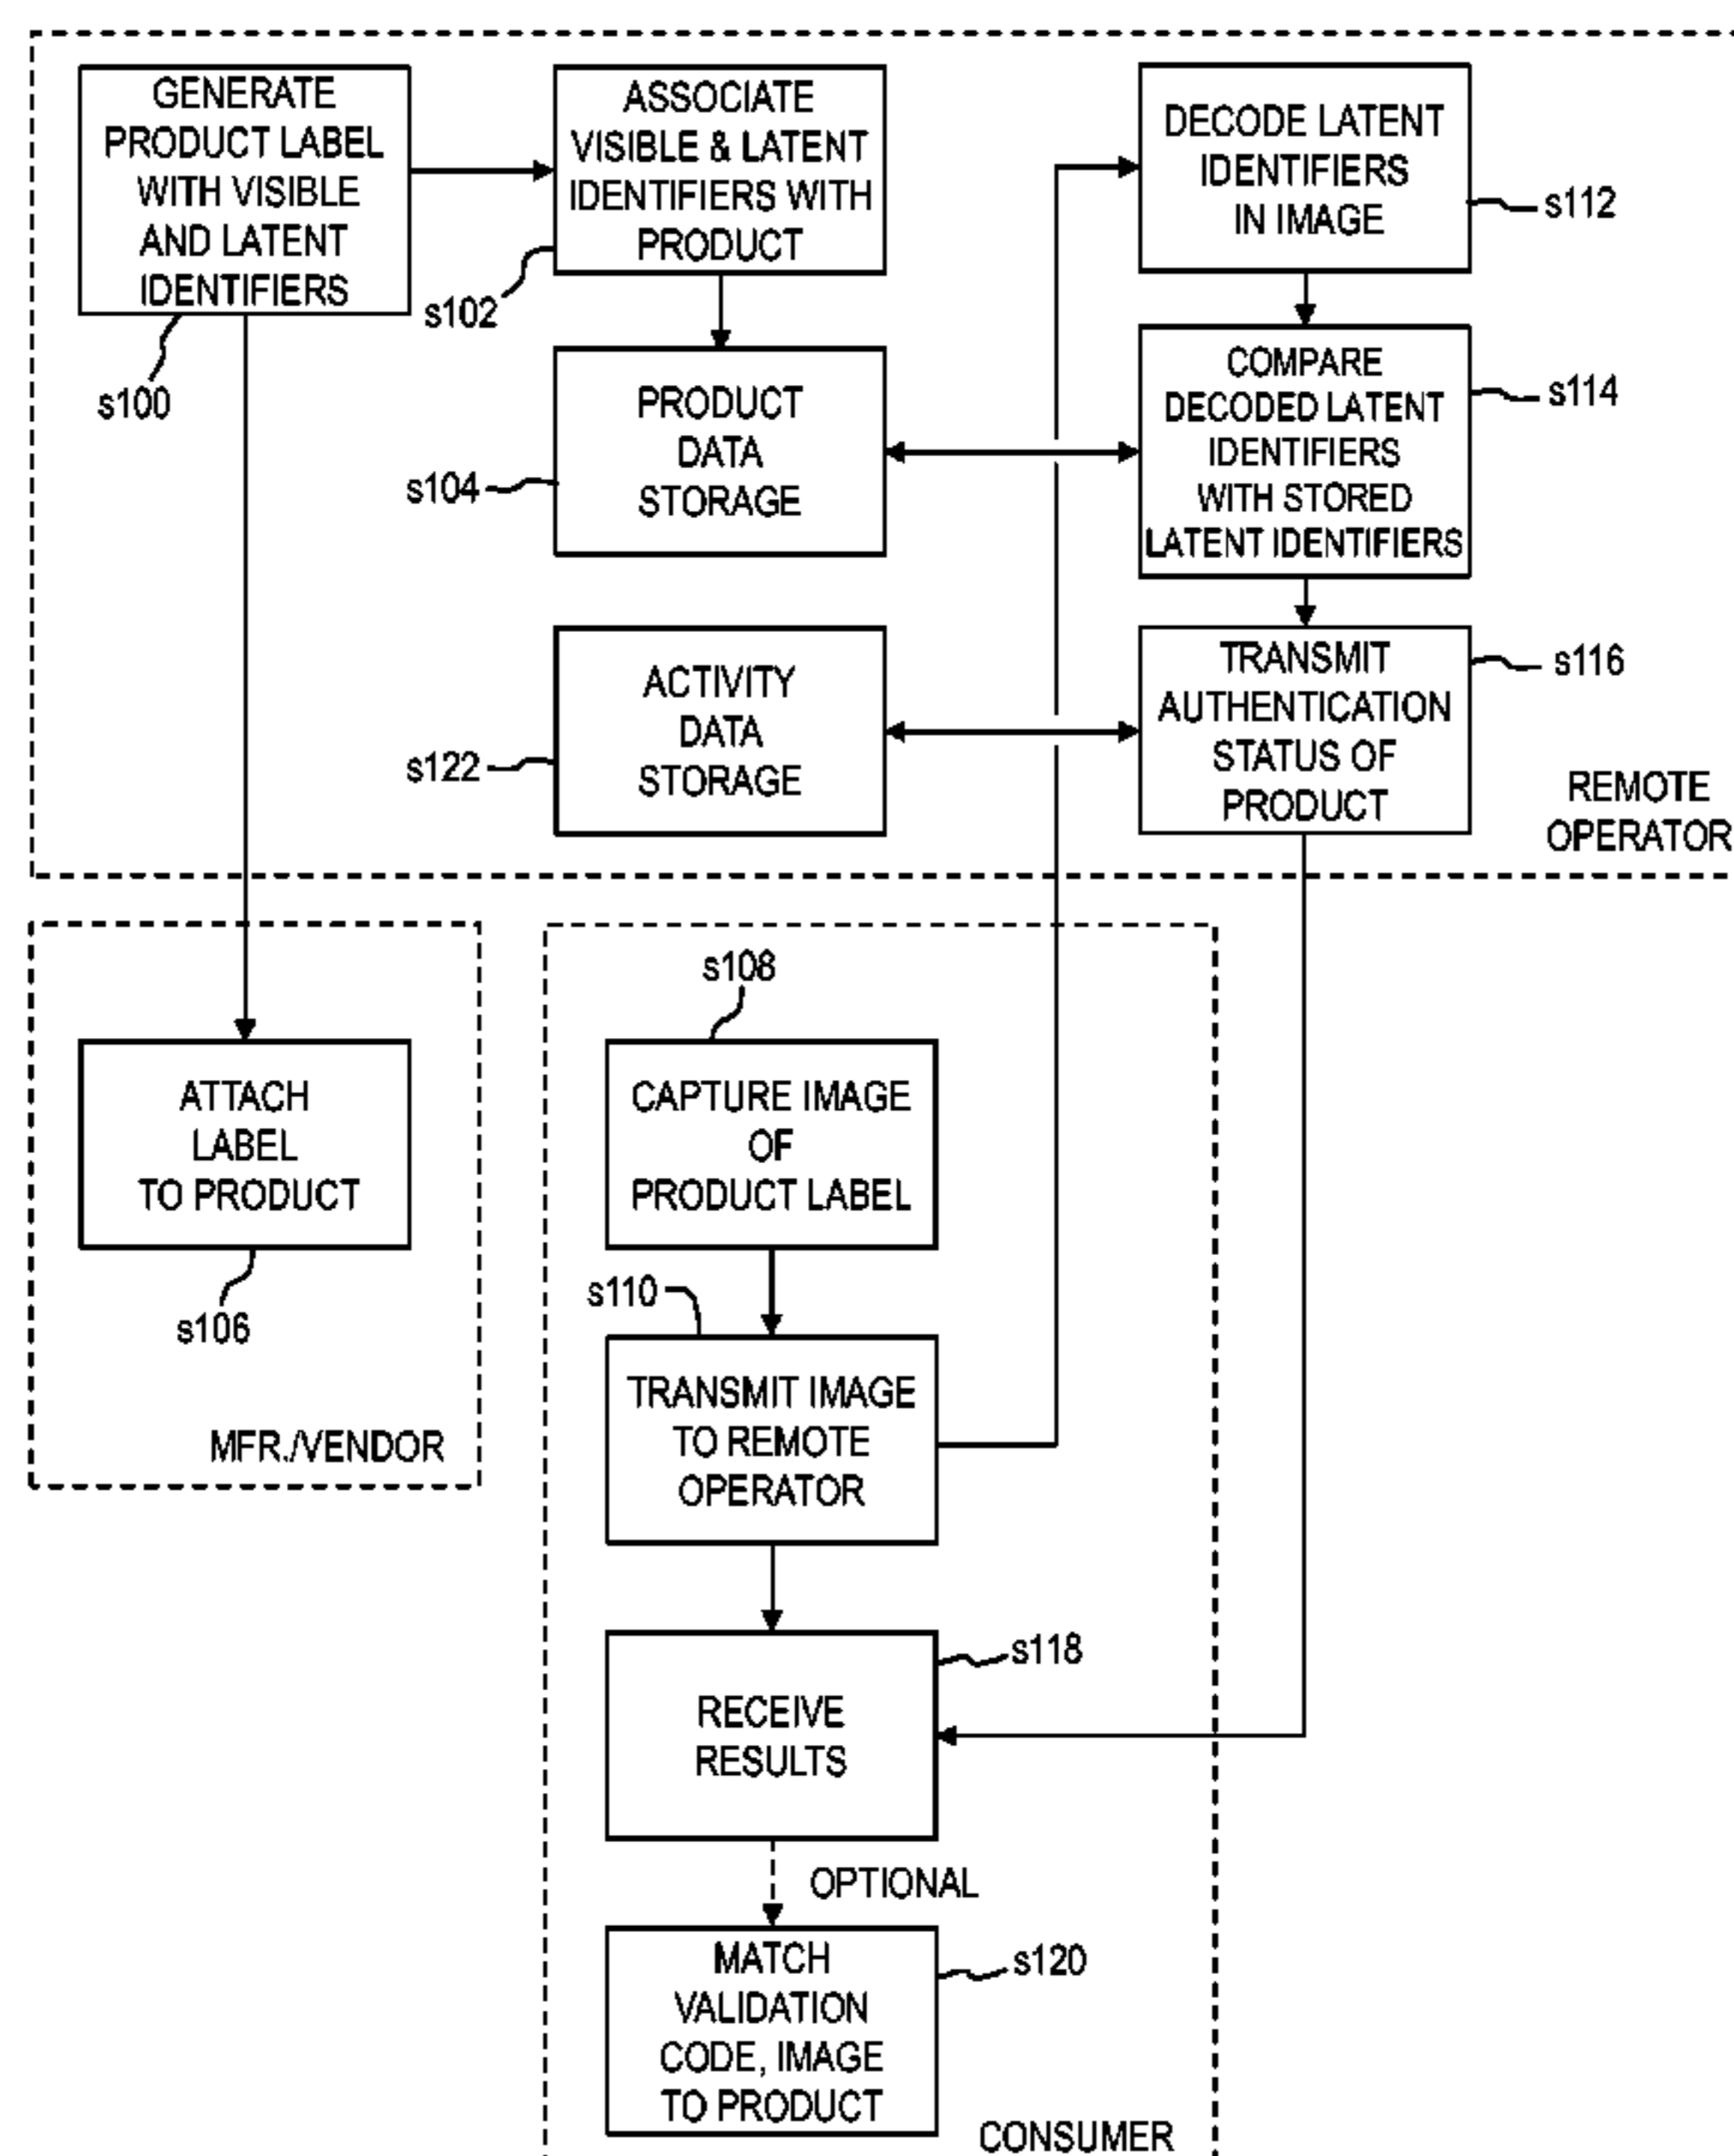 GENERATE
PRODUCT LABEL
WITH VISIBLE
AND LATENT
IDENTIFIERS
s100
ASSOCIATE
VISIBLE & LATENT
IDENTIFIERS WITH
PRODUCT
s102
PRODUCT
DATA
STORAGE
s104
ACTIVITY
DATA
STORAGE
s122
DECODE LATENT
IDENTIFIERS
IN IMAGE
s112
COMPARE
DECODED LATENT
IDENTIFIERS
WITH STORED
LATENT IDENTIFIERS
s114
TRANSMIT
AUTHENTICATION
STATUS OF
PRODUCT
s116
REMOTE
OPERATOR
ATTACH
LABEL
TO PRODUCT
s106
MFR./VENDOR
s108
CAPTURE IMAGE
OF
PRODUCT LABEL
s110
TRANSMIT IMAGE
TO REMOTE
OPERATOR
s118
RECEIVE
RESULTS
OPTIONAL
MATCH
VALIDATION
CODE, IMAGE
TO PRODUCT
s120
CONSUMER